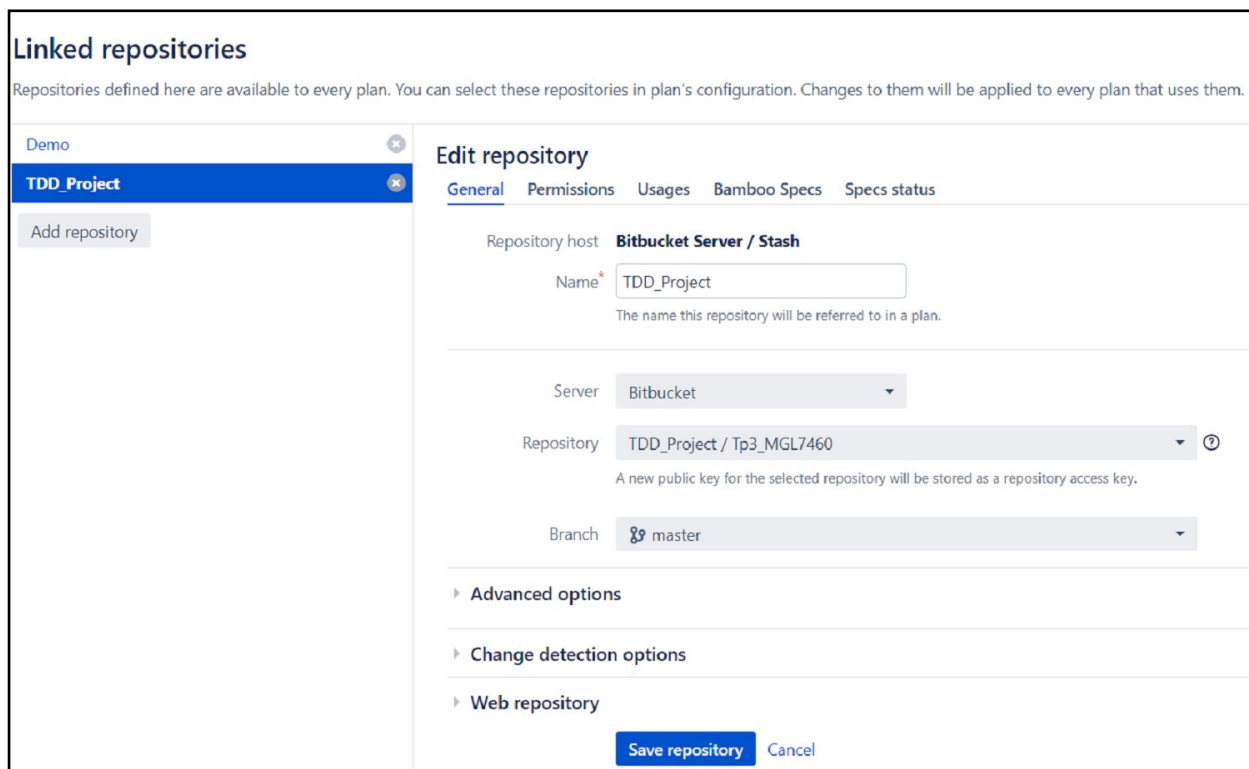 Linked repositories
Repositories defined here are available to every plan. You can select these repositories in plan's configuration. Changes to them will be applied to every plan that uses them.
Demo
TDD_Project
Add repository
Edit repository
General Permissions Usages Bamboo Specs Specs status
Repository host Bitbucket Server / Stash
Name* TDD_Project
The name this repository will be referred to in a plan.
Server Bitbucket
Repository TDD_Project / Tp3_MGL7460
A new public key for the selected repository will be stored as a repository access key.
Branch master
Advanced options
Change detection options
Web repository
Save repository Cancel